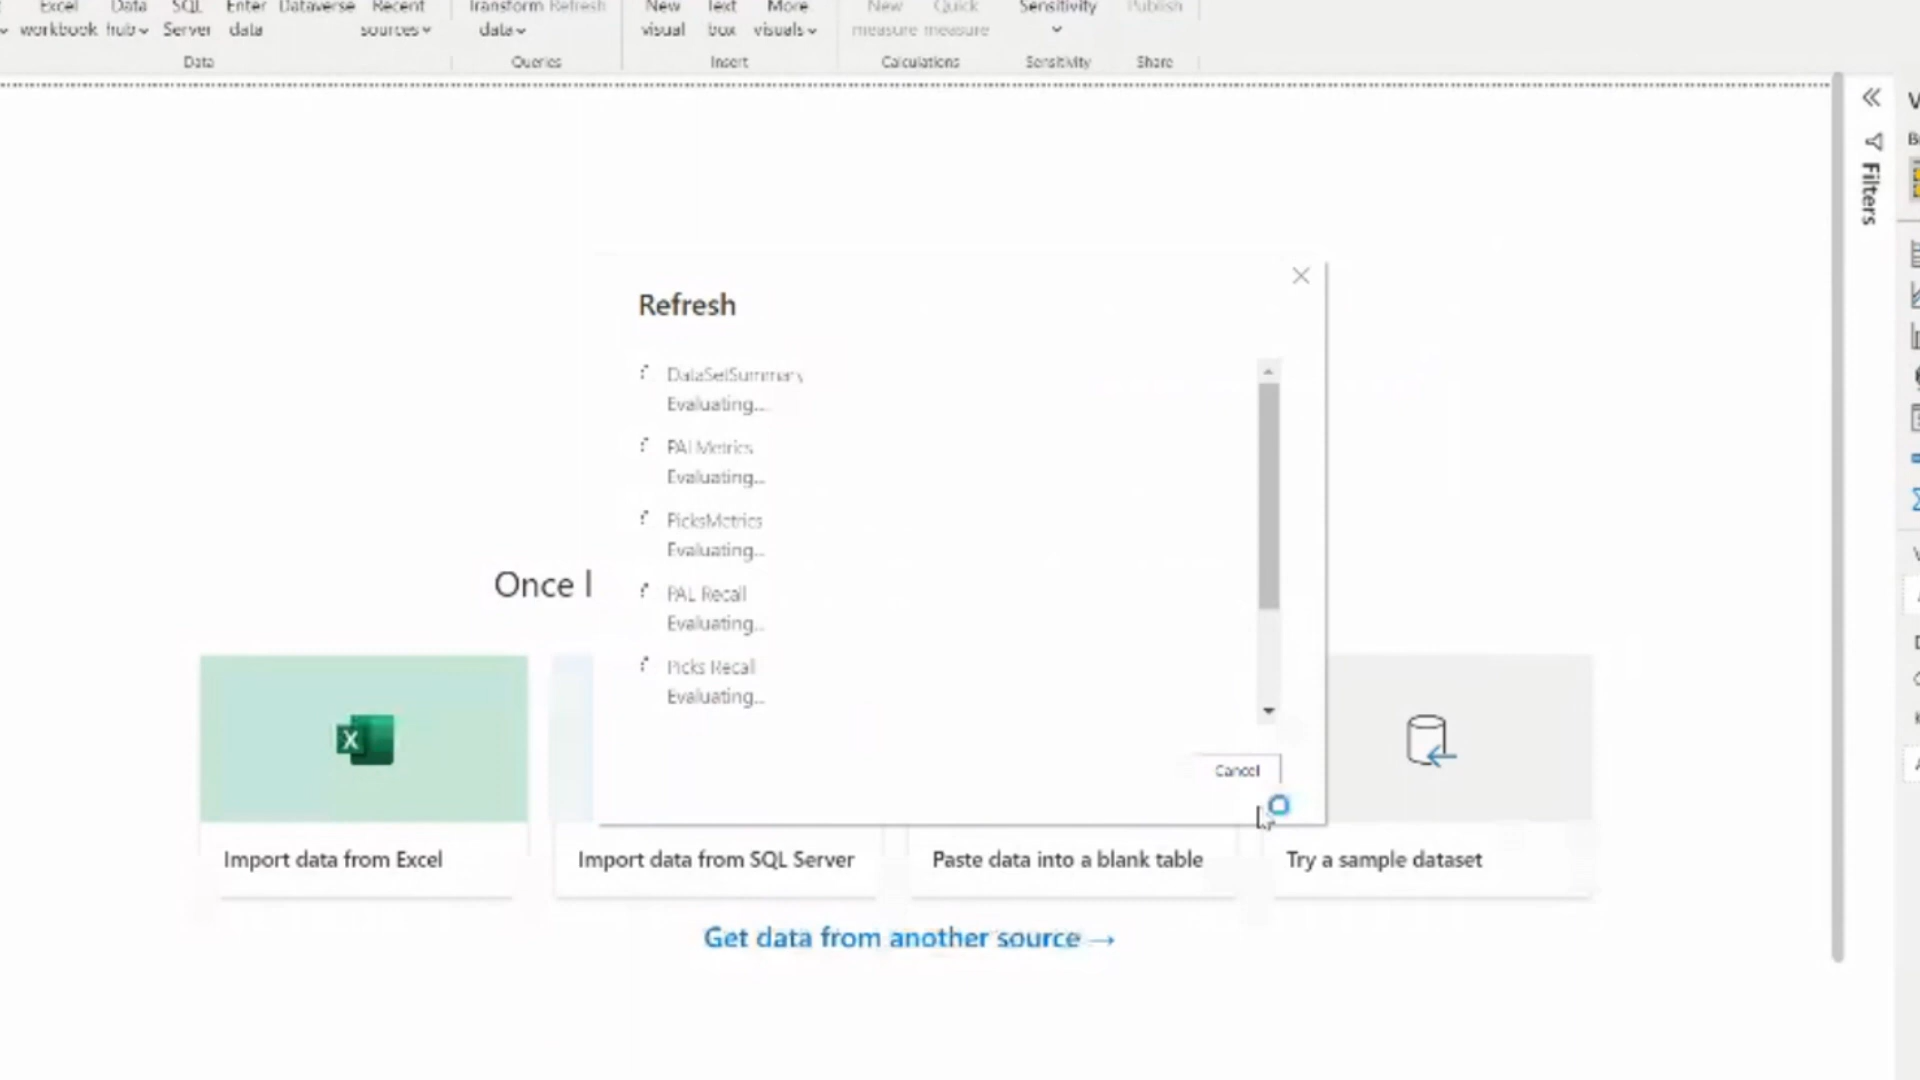 Excel Data SQL Enter Dataverse Recent Transform Refresh New Text More New Quick Sensitivity Publish
workbook hub Server data sources data visual box visuals measure measure
Data Queries Insert Calculations Sensitivity Share
Filters
Refresh
DataSetSummary
Evaluating...
PAI Metrics
Evaluating...
PicksMetrics
Evaluating...
PAL Recall
Evaluating...
Picks Recall
Evaluating...
Cancel
Once l
Import data from Excel
Import data from SQL Server
Paste data into a blank table
Try a sample dataset
Get data from another source →